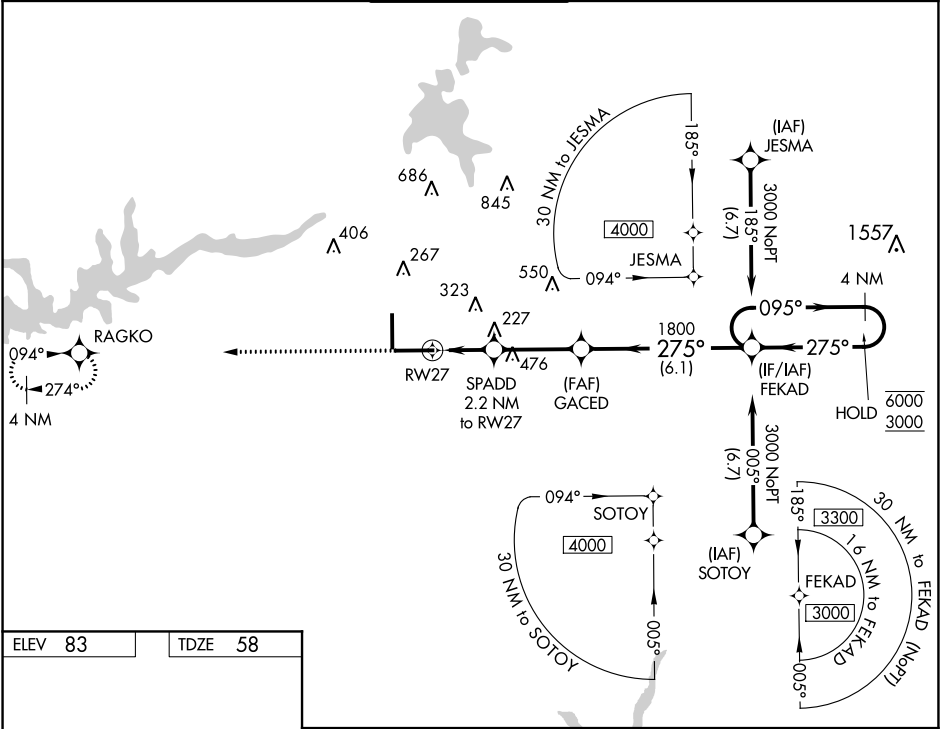 30 NM to JESMA
185°
4000
JESMA
094°
(IAF)
JESMA
3000 NoPT
185°
(6.7)
1557
686
845
406
267
323
550
227
476
4 NM
095°
275°
HOLD
6000
3000
(IF/IAF)
FEKAD
1800
275°
(6.1)
(FAF)
GACED
SPADD
2.2 NM
to RW27
RW27
RAGKO
094°
274°
4 NM
3000 NoPT
005°
(6.7)
(IAF)
SOTOY
094°
SOTOY
4000
30 NM to SOTOY
005°
185°
3300
30 NM to FEKAD (NoPT)
16 NM to FEKAD
FEKAD
3000
005°
ELEV 83
TDZE 58